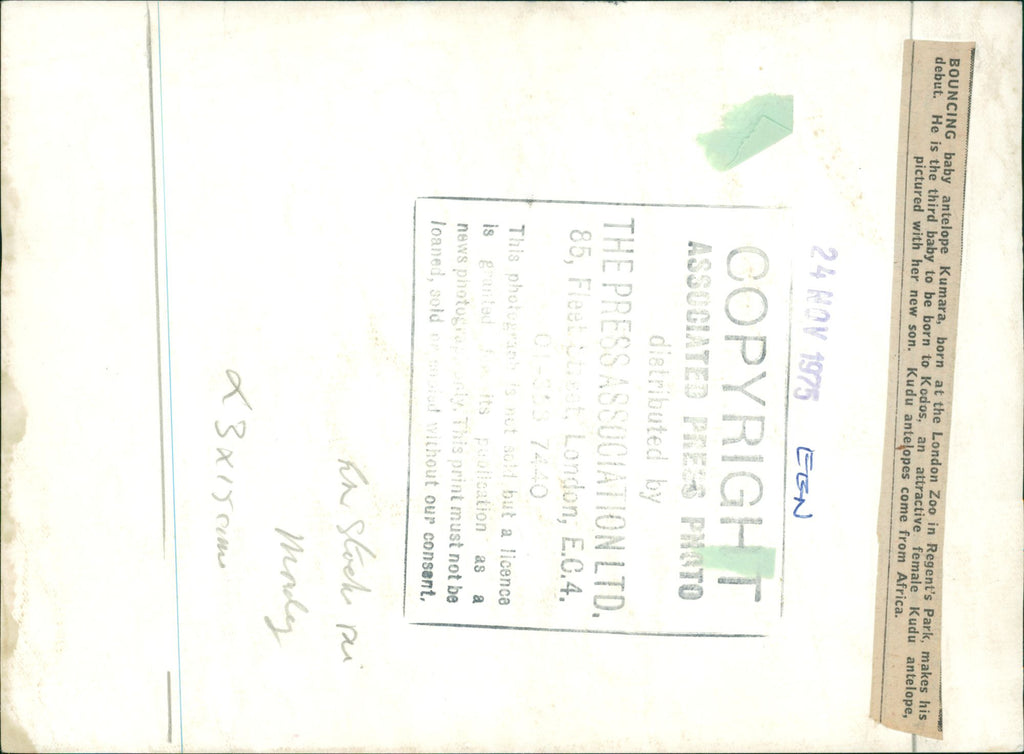 BOUNCING baby antelope Kumara, born at the London Zoo in Regent's Park, makes his
debut. He is the third baby to be born to Kedos, an attractive female Kudu antelope,
pictured with her new son. Kudu antelopes come from Africa.
24 NOV 1975 EGN
COPYRIGHT
ASSOCIATED PRESS PHOTO
distributed by
THE PRESS ASSOCIATION LTD.
85, Fleet Street, London, E.C.4.
7440
This photograph is not sold but a licence
is granted for its publication as a
news photograph only. This print must not be
loaned, sold or copied without our consent.
Monday